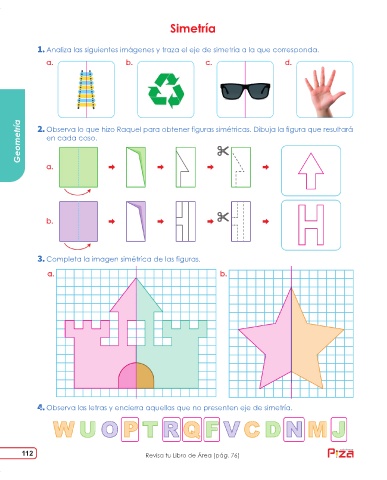 Simetría
1. Analiza las siguientes imágenes y traza el eje de simetría a la que corresponda.
a. b. c. d.
Geometría
2. Observa lo que hizo Raquel para obtener figuras simétricas. Dibuja la figura que resultará
en cada caso.
a.
b.
3. Completa la imagen simétrica de las figuras.
a. b.
4. Observa las letras y encierra aquellas que no presenten eje de simetría.
W U O P T R Q F V C D N M J
112
Revisa tu Libro de Área (pág. 76)
Piza